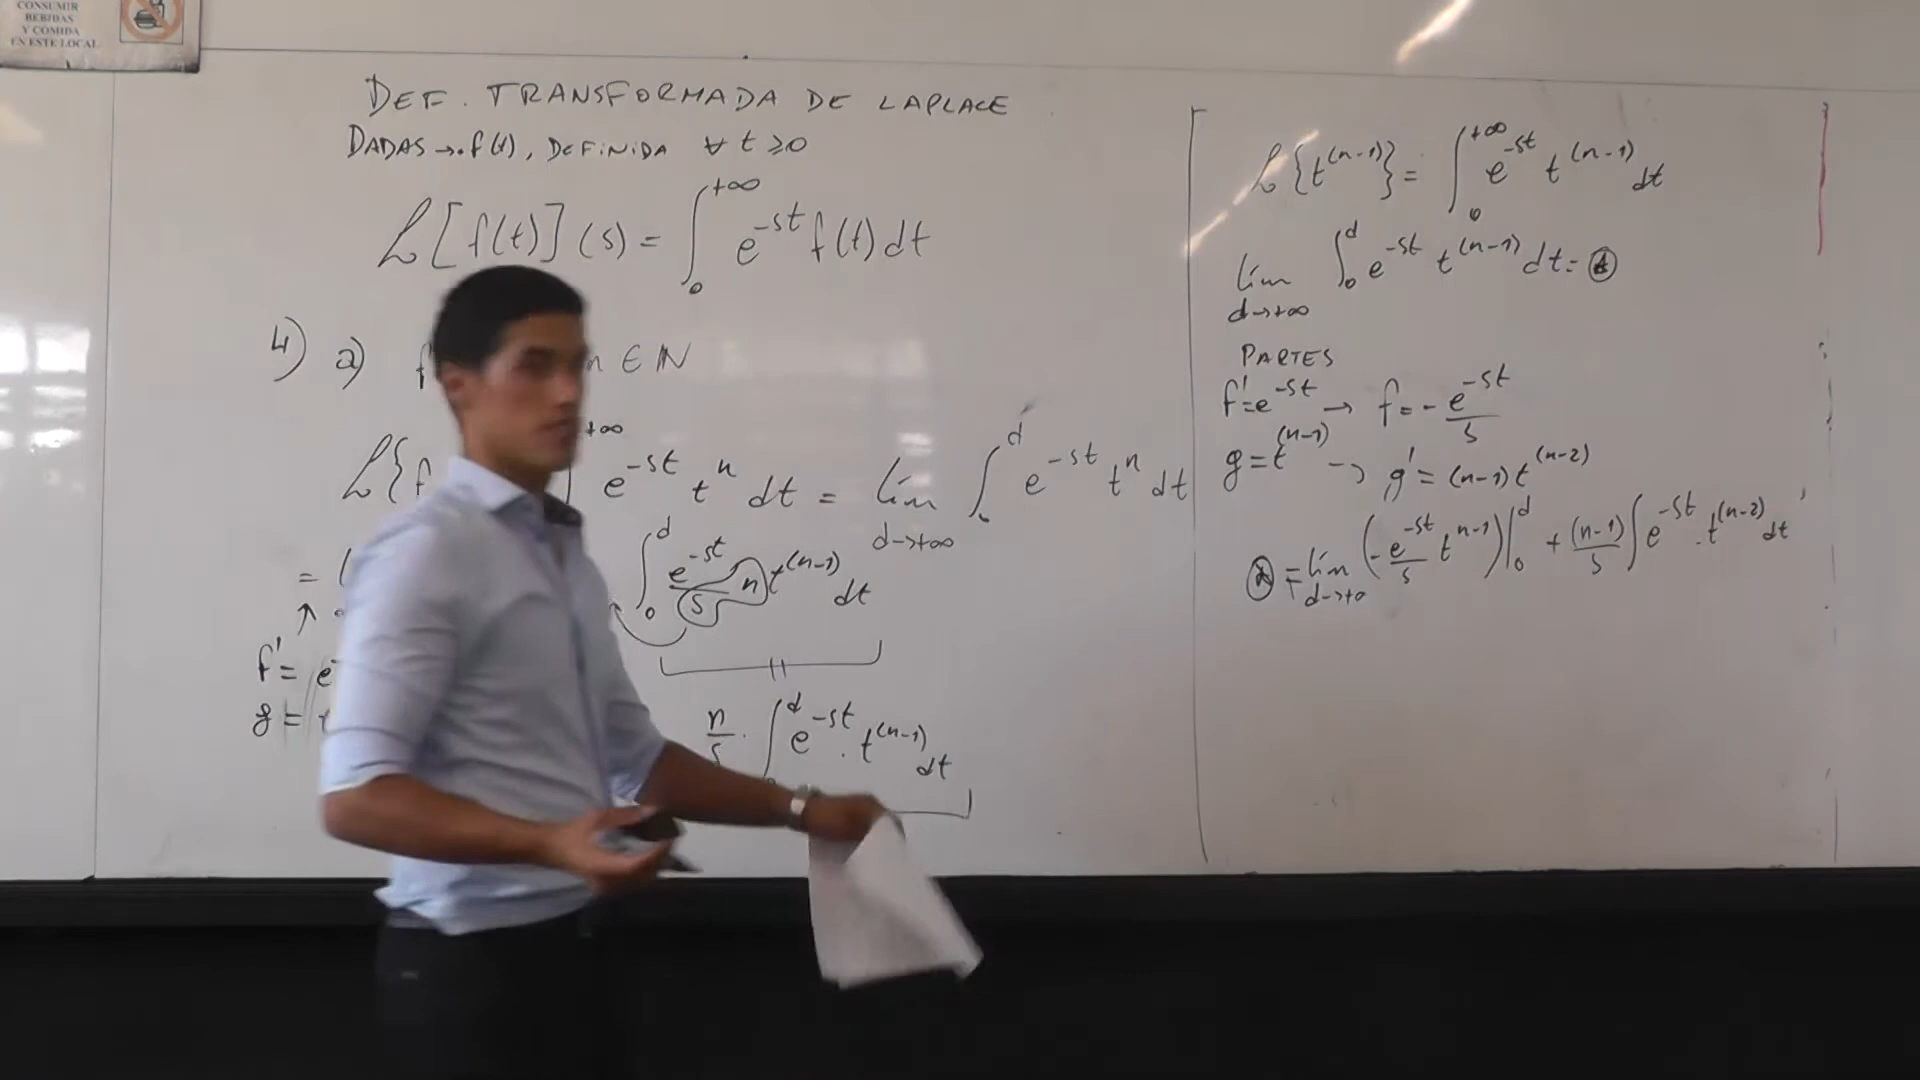 CONSUMIR
BEBIDAS
Y COMIDA
EN ESTE LOCAL
DEF. TRANSFORMADA DE LAPLACE
DADAS →. f(t), DEFINIDA ∀ t ≥ 0
ℒ[f(t)](s) = ∫₀^{+∞} e^{-st} f(t) dt
4) a) f n ∈ ℕ
ℒ{f +∞ e^{-st} t^n dt = lím_{d→+∞} ∫₀^d e^{-st} t^n dt
= ( ∫₀^d e^{-st}/s n t^{(n-1)} dt
f' = e
g = t
n/s · ∫₀^d e^{-st} . t^{(n-1)} dt
ℒ{t^{(n-1)}} = ∫₀^{+∞} e^{-st} t^{(n-1)} dt
lím_{d→+∞} ∫₀^d e^{-st} t^{(n-1)} dt =
PARTES
f' = e^{-st} → f = - e^{-st}/s
g = t^{(n-1)} → g' = (n-1) t^{(n-2)}
= lím_{d→+∞} (- e^{-st}/s t^{n-1})|₀^d + (n-1)/s ∫ e^{-st} . t^{(n-2)} dt